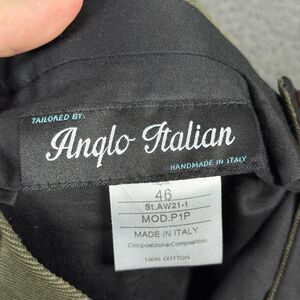 TAILORED BY:
Anglo Italian
HANDMADE IN ITALY
46
St.AW21-1
MOD.P1P
MADE IN ITALY
Composizione(Composition)
100% COTTON